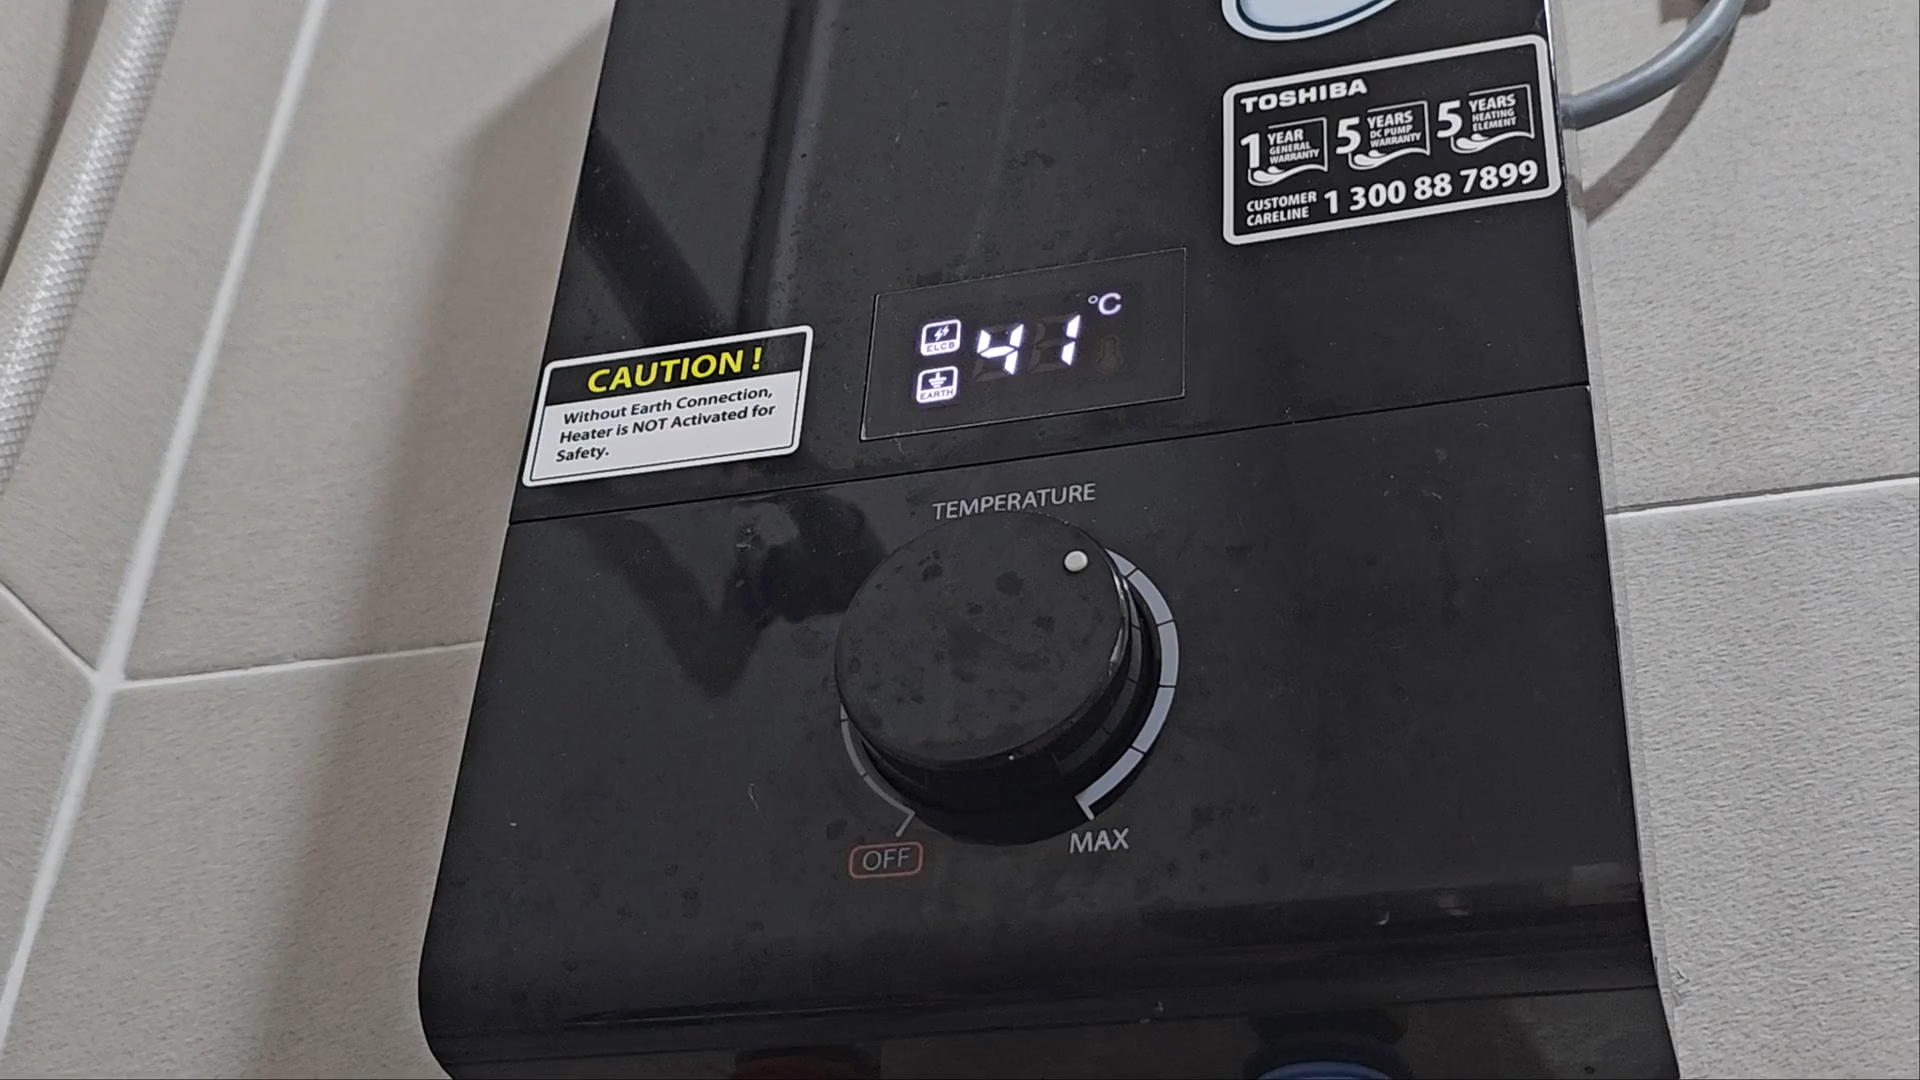 TOSHIBA
1 YEAR GENERAL WARRANTY
5 YEARS DC PUMP WARRANTY
5 YEARS HEATING ELEMENT
CUSTOMER CARELINE 1 300 88 7899
°C
41
ELCB
EARTH
CAUTION !
Without Earth Connection,
Heater is NOT Activated for
Safety.
TEMPERATURE
OFF
MAX